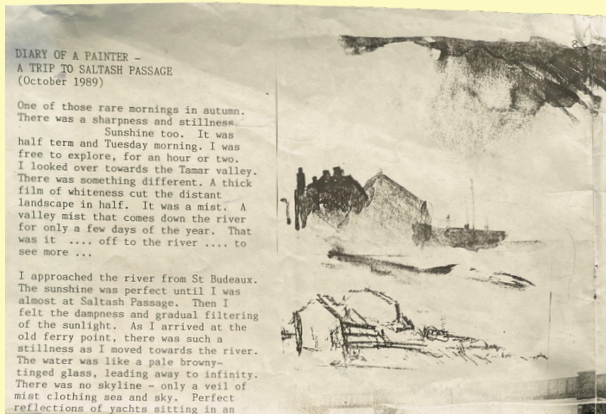 DIARY OF A PAINTER –
A TRIP TO SALTASH PASSAGE
(October 1989)
One of those rare mornings in autumn.
There was a sharpness and stillness
Sunshine too. It was
half term and Tuesday morning. I was
free to explore, for an hour or two.
I looked over towards the Tamar valley.
There was something different. A thick
film of whiteness cut the distant
landscape in half. It was a mist. A
valley mist that comes down the river
for only a few days of the year. That
was it .... off to the river .... to
see more ...
I approached the river from St Budeaux.
The sunshine was perfect until I was
almost at Saltash Passage. Then I
felt the dampness and gradual filtering
of the sunlight. As I arrived at the
old ferry point, there was such a
stillness as I moved towards the river.
The water was like a pale browny-
tinged glass, leading away to infinity.
There was no skyline – only a veil of
mist clothing sea and sky. Perfect
reflections of yachts sitting in an